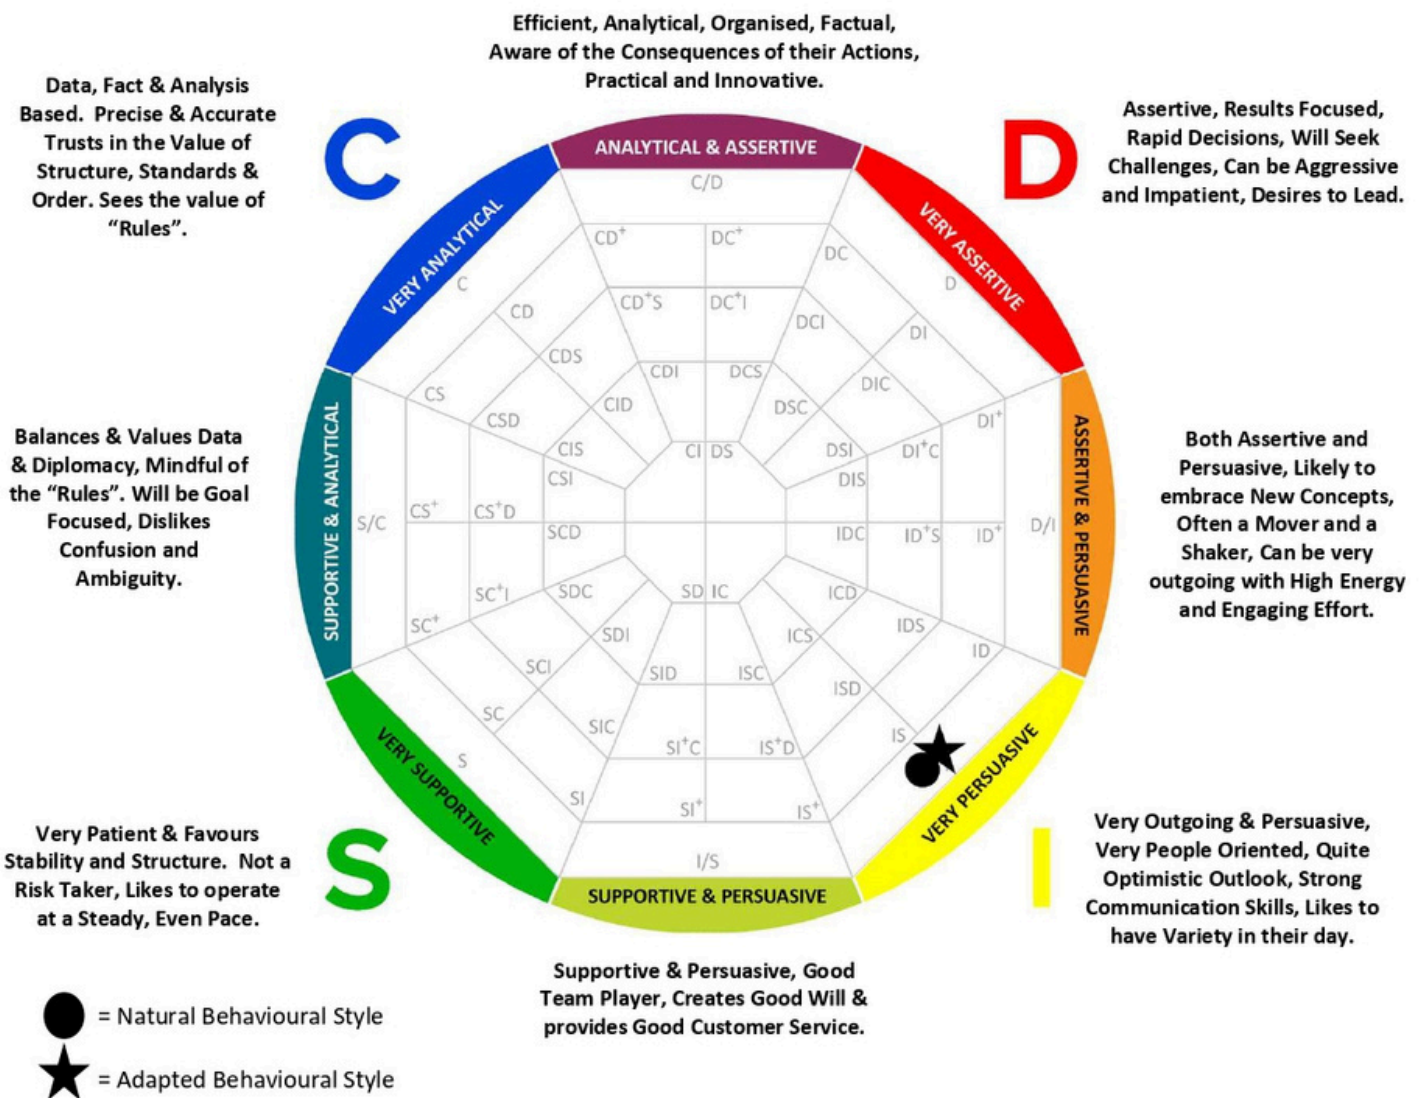 Efficient, Analytical, Organised, Factual,
Aware of the Consequences of their Actions,
Practical and Innovative.
Data, Fact & Analysis
Based. Precise & Accurate
Trusts in the Value of
Structure, Standards &
Order. Sees the value of
“Rules”.
C
D
Assertive, Results Focused,
Rapid Decisions, Will Seek
Challenges, Can be Aggressive
and Impatient, Desires to Lead.
ANALYTICAL & ASSERTIVE
VERY ANALYTICAL
VERY ASSERTIVE
C/D
CD⁺
DC⁺
DC
C
D
CD
CD⁺S
DC⁺I
DCI
DI
CDS
CDI
DCS
DIC
CS
CID
DSC
DI⁺
CSD
CIS
CI
DS
DSI
DI⁺C
CSI
DIS
S/C
CS⁺
CS⁺D
SCD
IDC
ID⁺S
ID⁺
D/I
SC⁺I
SDC
SD
IC
ICD
SC⁺
SDI
ICS
IDS
ID
SCI
SID
ISC
ISD
SC
SIC
SI⁺C
IS⁺D
IS
S
SI
SI⁺
IS⁺
I/S
SUPPORTIVE & ANALYTICAL
ASSERTIVE & PERSUASIVE
Balances & Values Data
& Diplomacy, Mindful of
the “Rules”. Will be Goal
Focused, Dislikes
Confusion and
Ambiguity.
Both Assertive and
Persuasive, Likely to
embrace New Concepts,
Often a Mover and a
Shaker, Can be very
outgoing with High Energy
and Engaging Effort.
VERY SUPPORTIVE
VERY PERSUASIVE
SUPPORTIVE & PERSUASIVE
Very Patient & Favours
Stability and Structure. Not a
Risk Taker, Likes to operate
at a Steady, Even Pace.
S
I
Very Outgoing & Persuasive,
Very People Oriented, Quite
Optimistic Outlook, Strong
Communication Skills, Likes to
have Variety in their day.
Supportive & Persuasive, Good
Team Player, Creates Good Will &
provides Good Customer Service.
= Natural Behavioural Style
= Adapted Behavioural Style